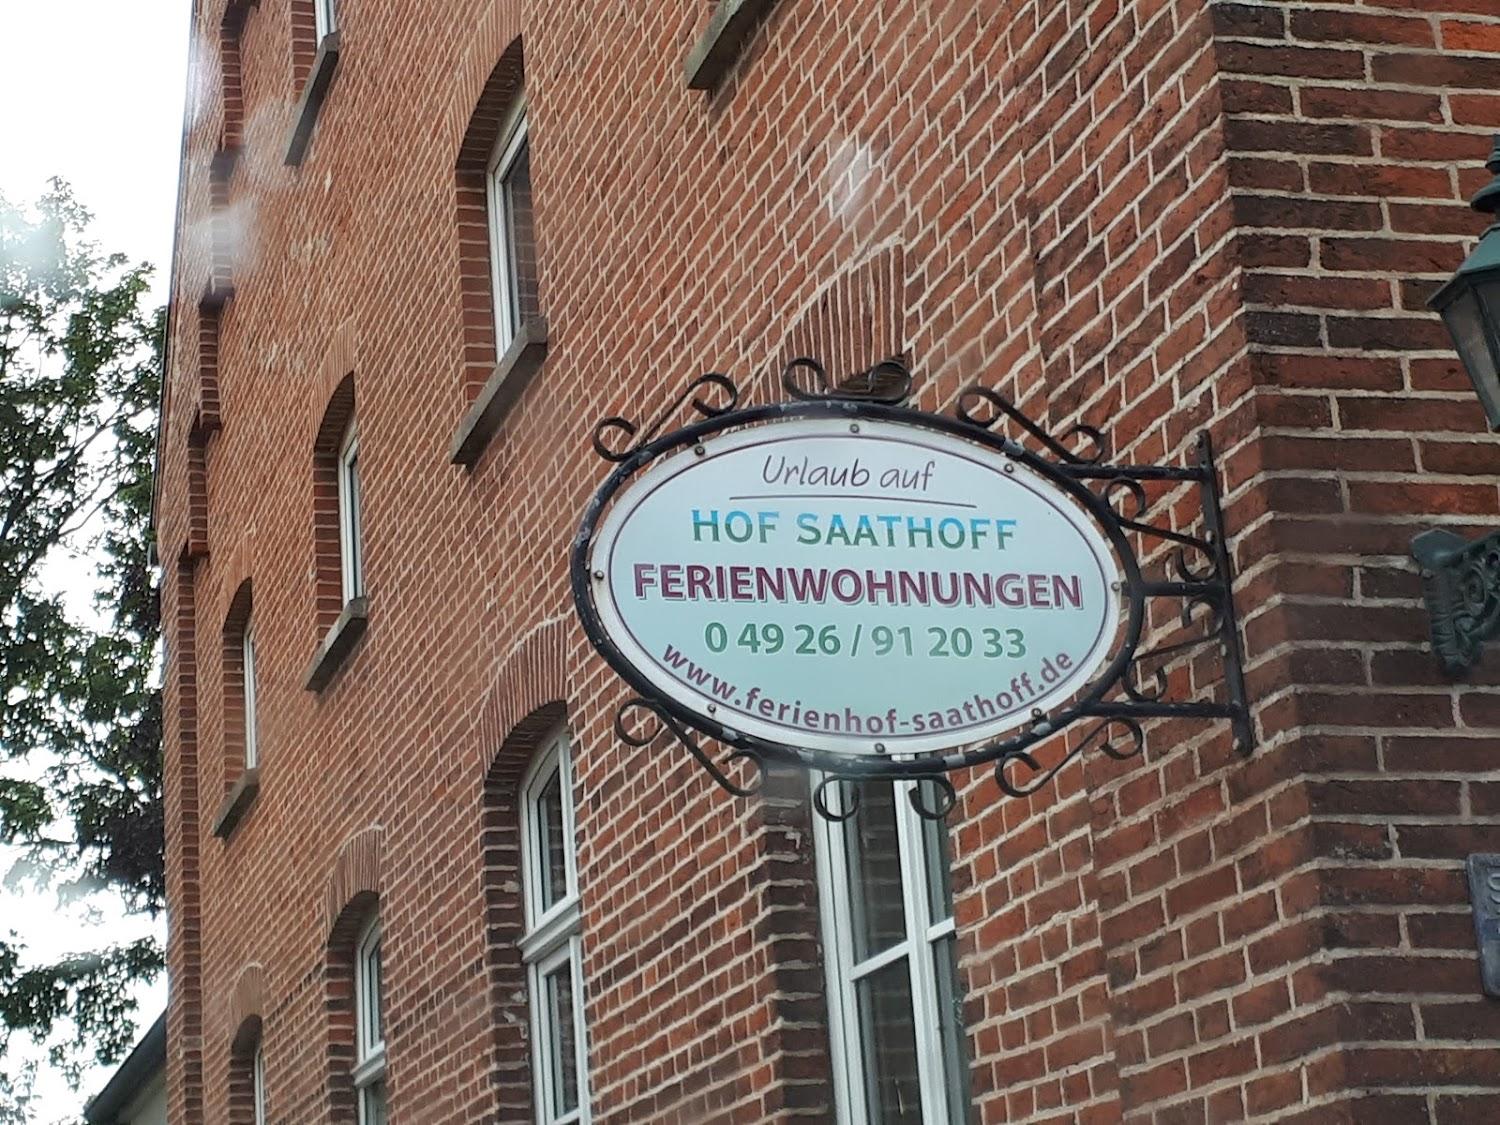 Urlaub auf
HOF SAATHOFF
FERIENWOHNUNGEN
0 49 26 / 91 20 33
www.ferienhof-saathoff.de